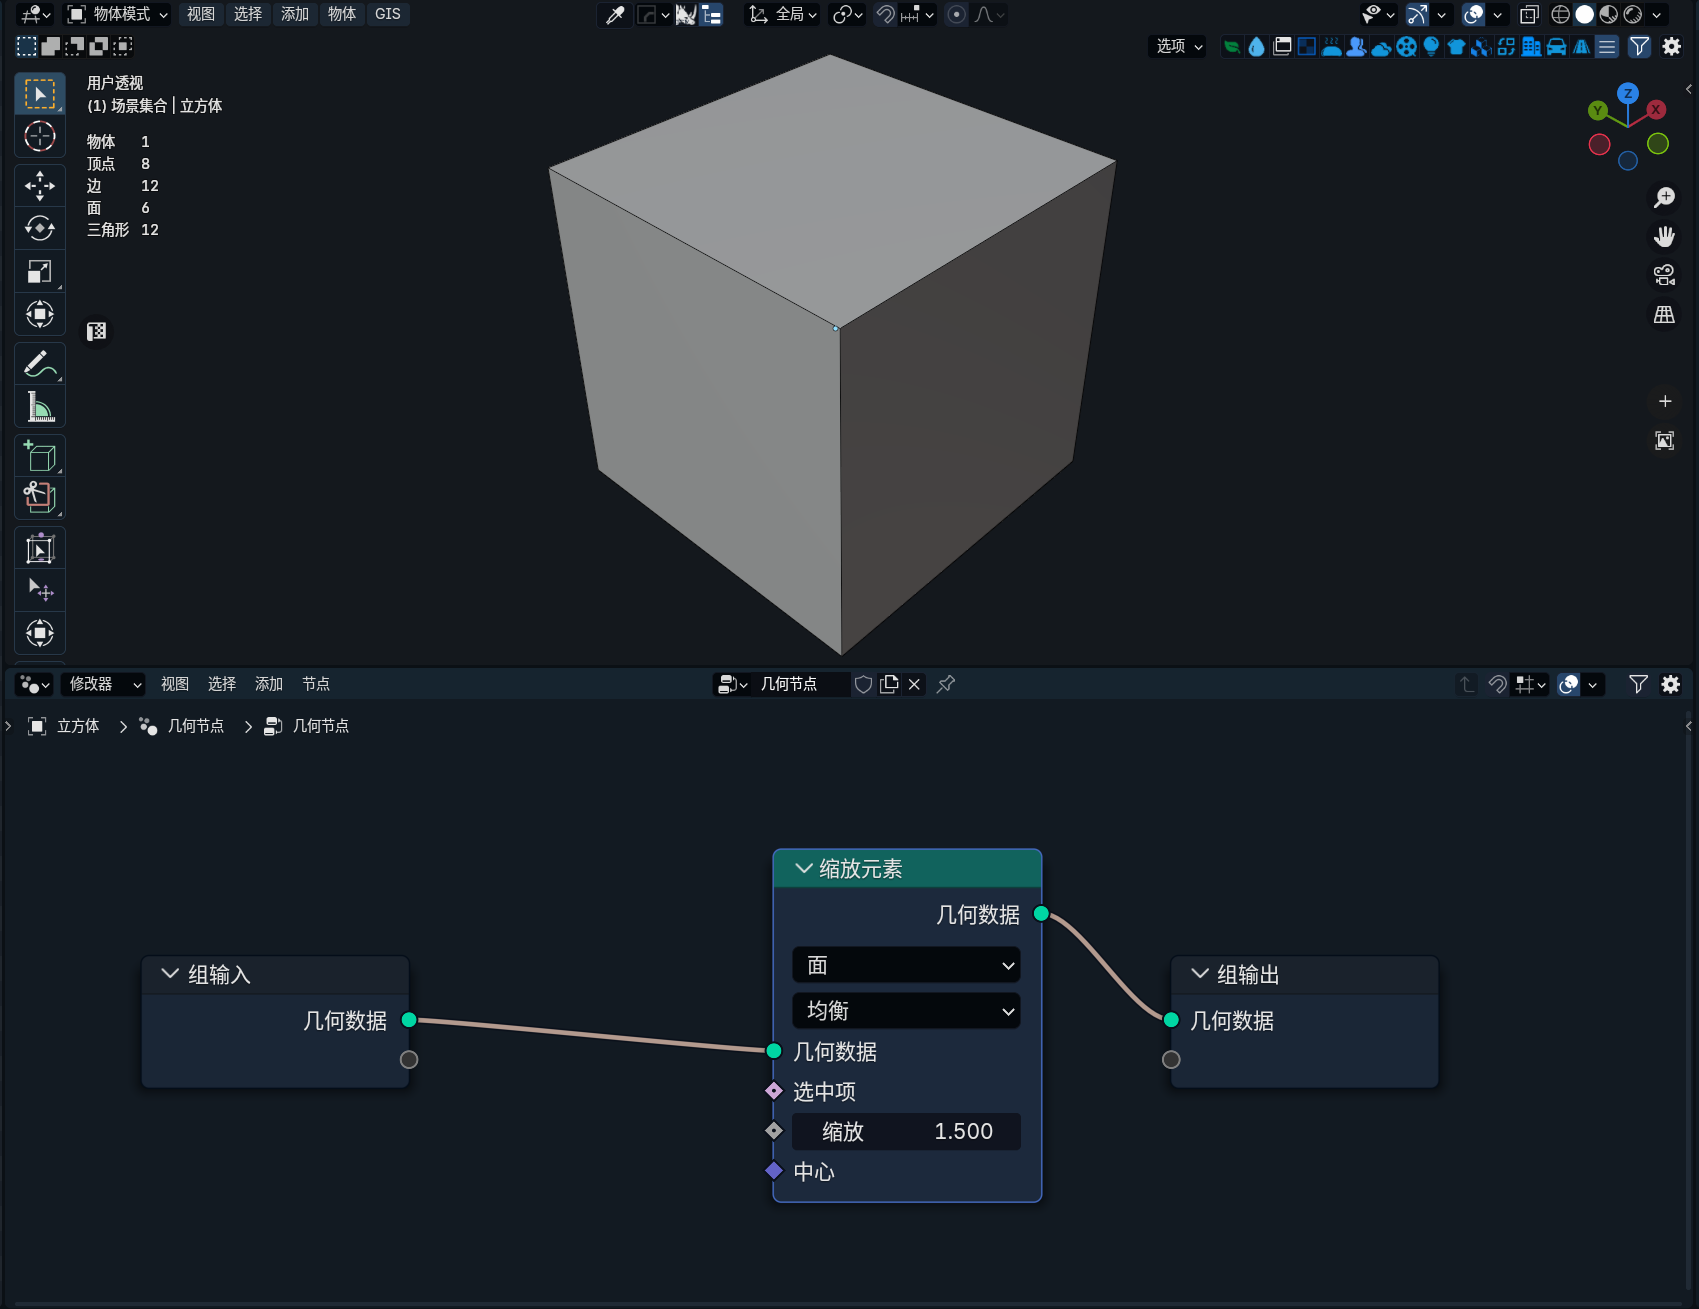 物体模式 视图 选择 添加 物体 GIS 全局
选项
用户透视
(1) 场景集合 | 立方体
物体 1
顶点 8
边 12
面 6
三角形 12
Z
Y
X
修改器 视图 选择 添加 节点 几何节点
立方体 几何节点 几何节点
缩放元素
几何数据
面
均衡
几何数据
选中项
缩放 1.500
中心
组输入
几何数据
组输出
几何数据